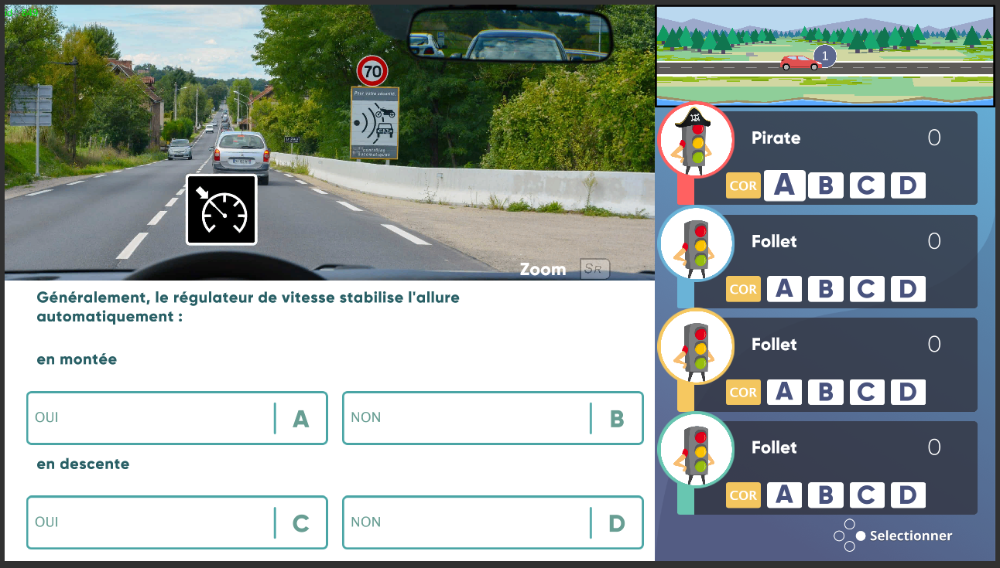 70
Pour votre sécurité.
contrôles
automatiques
Zoom SR
Généralement, le régulateur de vitesse stabilise l'allure
automatiquement :
en montée
OUI A
NON B
en descente
OUI C
NON D
1
Pirate 0
COR A B C D
Follet 0
COR A B C D
Follet 0
COR A B C D
Follet 0
COR A B C D
Selectionner